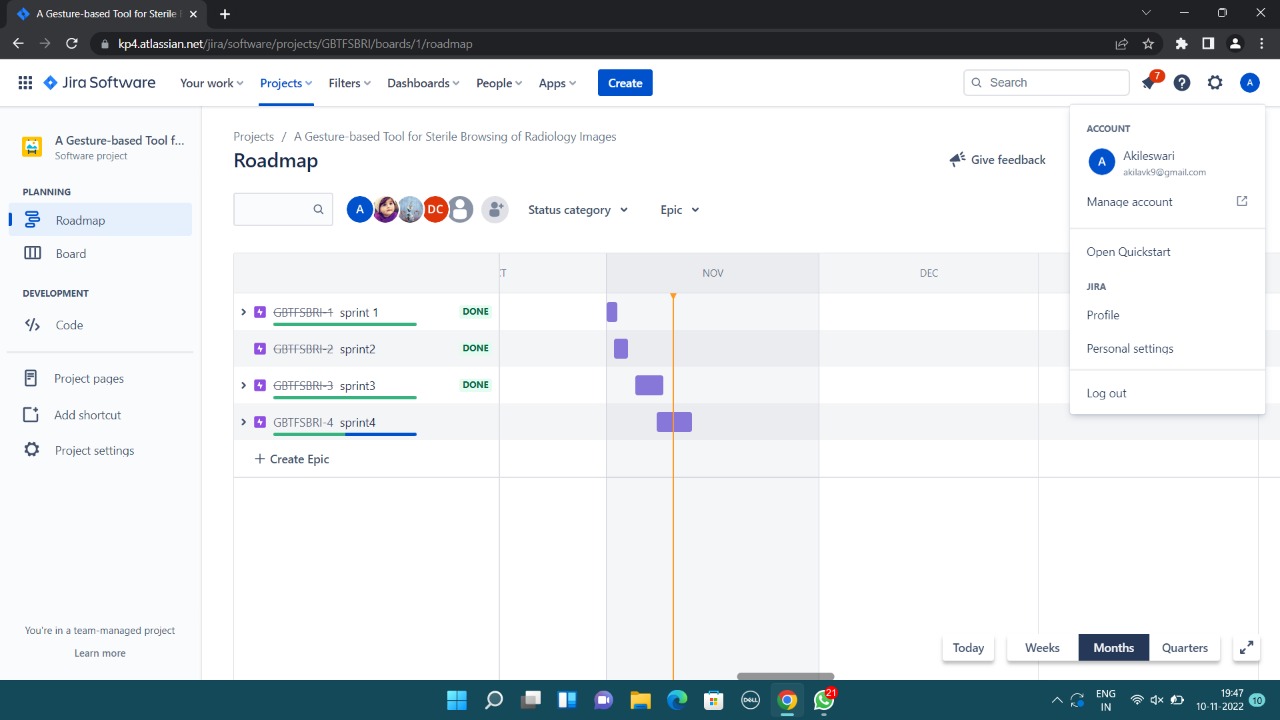 A Gesture-based Tool for Sterile
kp4.atlassian.net/jira/software/projects/GBTFSBRI/boards/1/roadmap
Jira Software Your work Projects Filters Dashboards People Apps Create Search 7 A
A Gesture-based Tool f...
Software project
PLANNING
Roadmap
Board
DEVELOPMENT
Code
Project pages
Add shortcut
Project settings
You're in a team-managed project
Learn more
Projects / A Gesture-based Tool for Sterile Browsing of Radiology Images
Roadmap
Give feedback
A DC Status category Epic
NOV DEC
GBTFSBRI-1 sprint 1 DONE
GBTFSBRI-2 sprint2 DONE
GBTFSBRI-3 sprint3 DONE
GBTFSBRI-4 sprint4
+ Create Epic
ACCOUNT
A Akileswari
akilavk9@gmail.com
Manage account
Open Quickstart
JIRA
Profile
Personal settings
Log out
Today Weeks Months Quarters
DELL 21 ENG
IN
19:47
10-11-2022
10